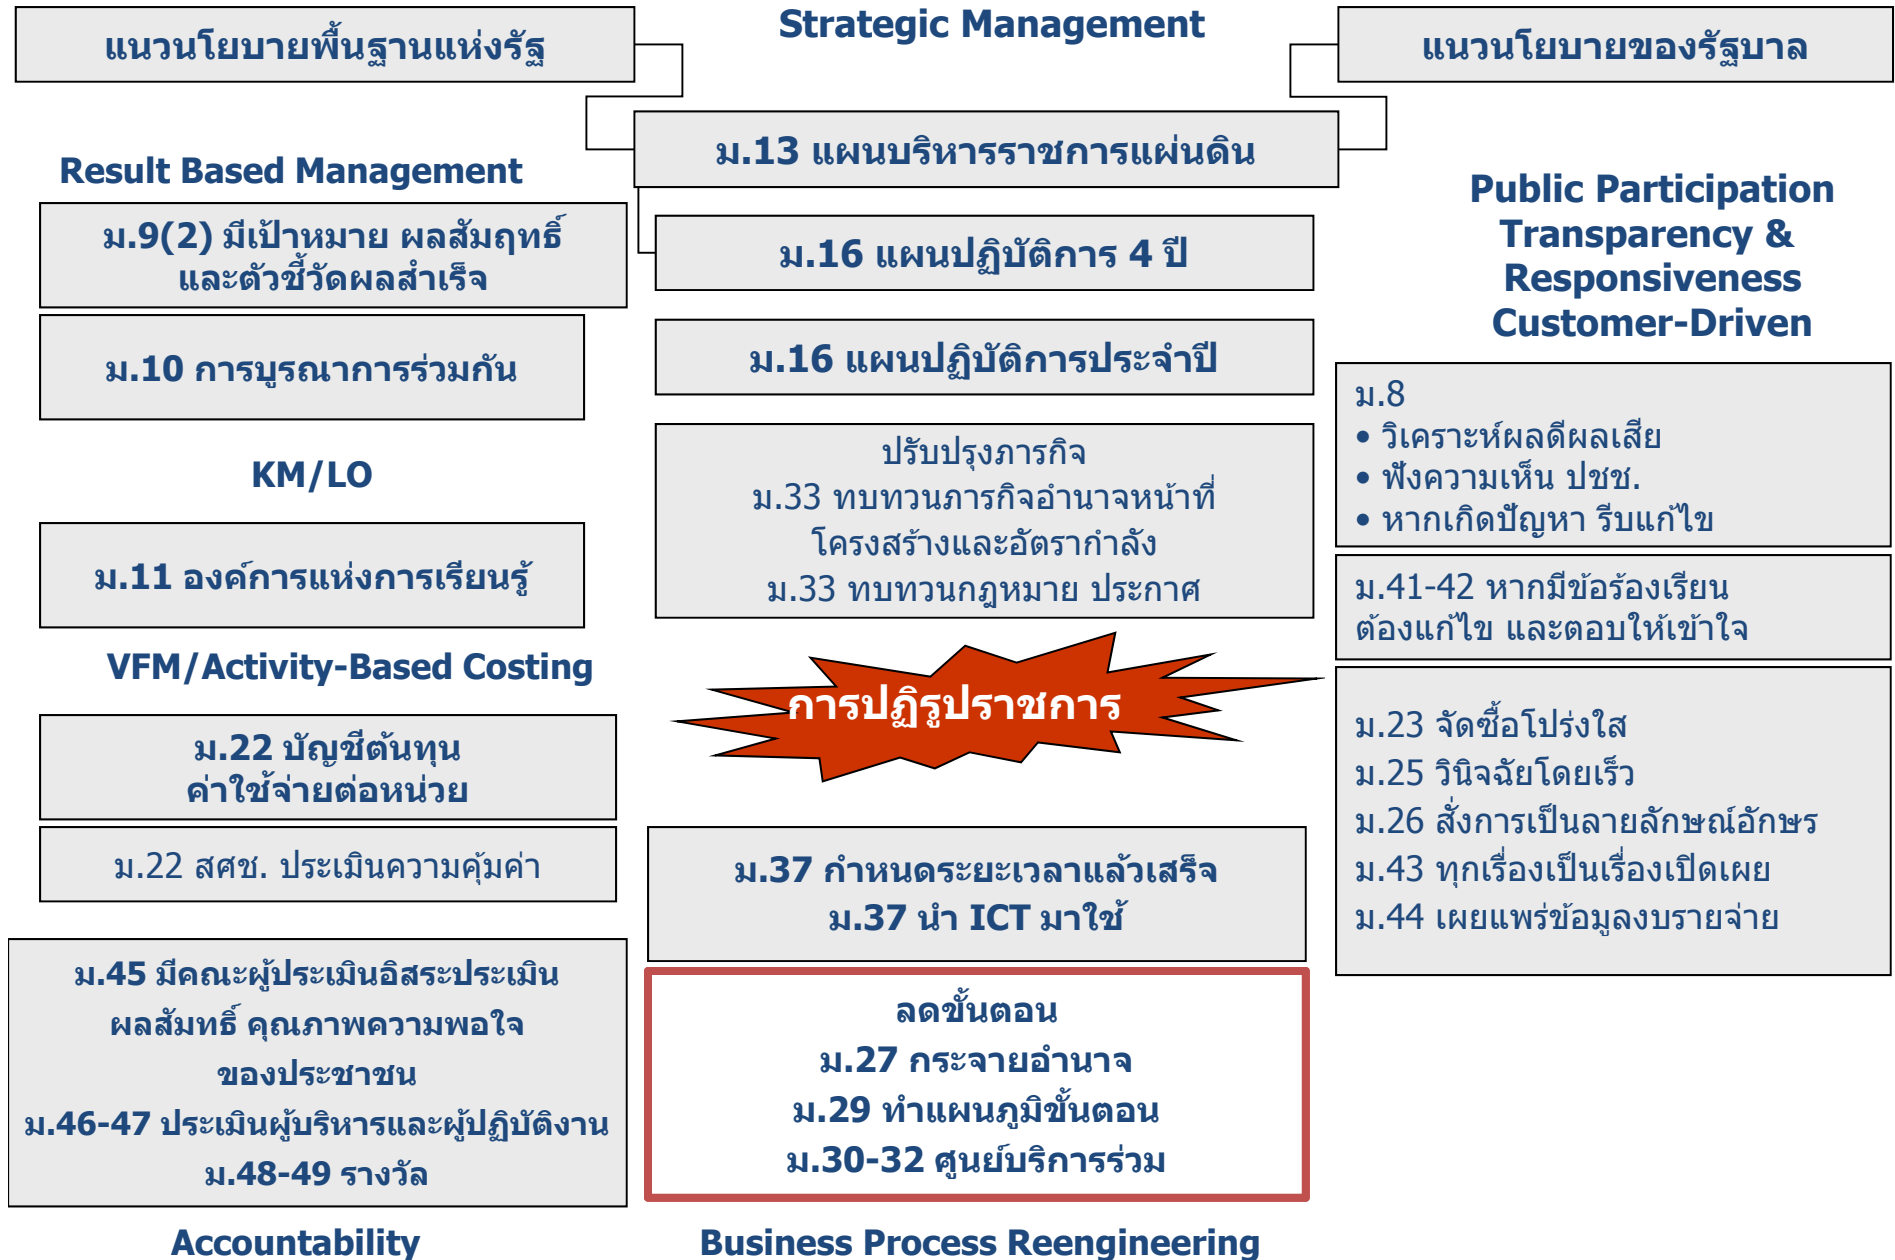 Strategic Management
แนวนโยบายพื้นฐานแห่งรัฐ
แนวนโยบายของรัฐบาล
ม.13 แผนบริหารราชการแผ่นดิน
Result Based Management
ม.9(2) มีเป้าหมาย ผลสัมฤทธิ์
และตัวชี้วัดผลสำเร็จ
ม.10 การบูรณาการร่วมกัน
KM/LO
ม.11 องค์การแห่งการเรียนรู้
VFM/Activity-Based Costing
ม.22 บัญชีต้นทุน
ค่าใช้จ่ายต่อหน่วย
ม.22 สศช. ประเมินความคุ้มค่า
ม.45 มีคณะผู้ประเมินอิสระประเมิน
ผลสัมทธิ์ คุณภาพความพอใจ
ของประชาชน
ม.46-47 ประเมินผู้บริหารและผู้ปฏิบัติงาน
ม.48-49 รางวัล
Accountability
ม.16 แผนปฏิบัติการ 4 ปี
ม.16 แผนปฏิบัติการประจำปี
ปรับปรุงภารกิจ
ม.33 ทบทวนภารกิจอำนาจหน้าที่
โครงสร้างและอัตรากำลัง
ม.33 ทบทวนกฎหมาย ประกาศ
การปฏิรูปราชการ
ม.37 กำหนดระยะเวลาแล้วเสร็จ
ม.37 นำ ICT มาใช้
ลดขั้นตอน
ม.27 กระจายอำนาจ
ม.29 ทำแผนภูมิขั้นตอน
ม.30-32 ศูนย์บริการร่วม
Business Process Reengineering
Public Participation
Transparency &
Responsiveness
Customer-Driven
ม.8
• วิเคราะห์ผลดีผลเสีย
• ฟังความเห็น ปชช.
• หากเกิดปัญหา รีบแก้ไข
ม.41-42 หากมีข้อร้องเรียน
ต้องแก้ไข และตอบให้เข้าใจ
ม.23 จัดซื้อโปร่งใส
ม.25 วินิจฉัยโดยเร็ว
ม.26 สั่งการเป็นลายลักษณ์อักษร
ม.43 ทุกเรื่องเป็นเรื่องเปิดเผย
ม.44 เผยแพร่ข้อมูลงบรายจ่าย